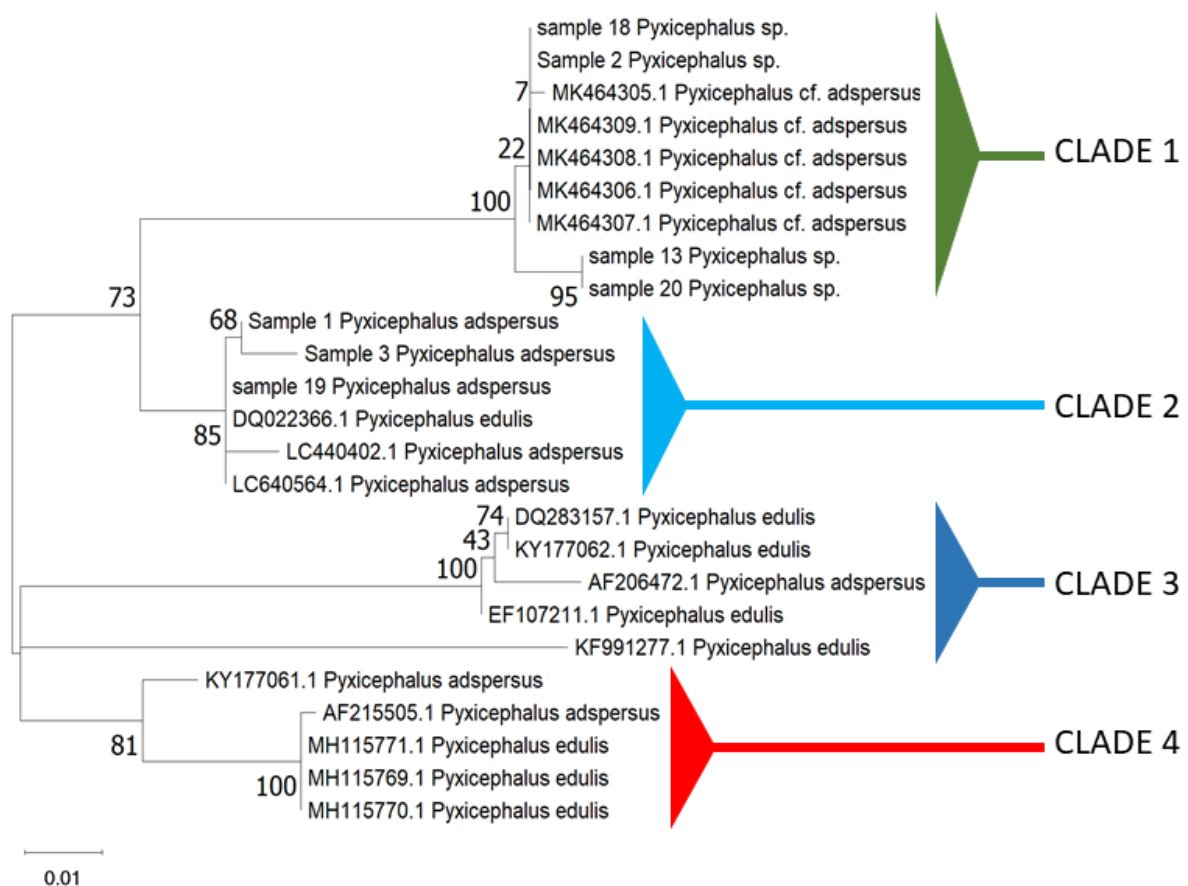 sample 18 Pyxicephalus sp.
Sample 2 Pyxicephalus sp.
7
MK464305.1 Pyxicephalus cf. adspersus
MK464309.1 Pyxicephalus cf. adspersus
22
MK464308.1 Pyxicephalus cf. adspersus
CLADE 1
MK464306.1 Pyxicephalus cf. adspersus
100
MK464307.1 Pyxicephalus cf. adspersus
sample 13 Pyxicephalus sp.
95
sample 20 Pyxicephalus sp.
73
68
Sample 1 Pyxicephalus adspersus
Sample 3 Pyxicephalus adspersus
sample 19 Pyxicephalus adspersus
CLADE 2
DQ022366.1 Pyxicephalus edulis
85
LC440402.1 Pyxicephalus adspersus
LC640564.1 Pyxicephalus adspersus
74
DQ283157.1 Pyxicephalus edulis
43
KY177062.1 Pyxicephalus edulis
100
AF206472.1 Pyxicephalus adspersus
CLADE 3
EF107211.1 Pyxicephalus edulis
KF991277.1 Pyxicephalus edulis
KY177061.1 Pyxicephalus adspersus
AF215505.1 Pyxicephalus adspersus
81
MH115771.1 Pyxicephalus edulis
CLADE 4
100
MH115769.1 Pyxicephalus edulis
MH115770.1 Pyxicephalus edulis
0.01